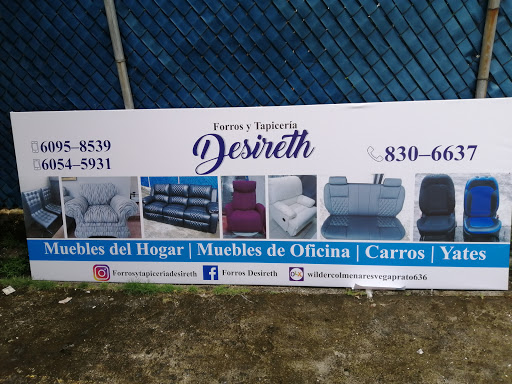 Forros y Tapicería
Desireth
6095–8539
6054–5931
830–6637
Muebles del Hogar | Muebles de Oficina | Carros | Yates
Forrosytapiceriadesireth
Forros Desireth
wildercolmenaresvegaprato636